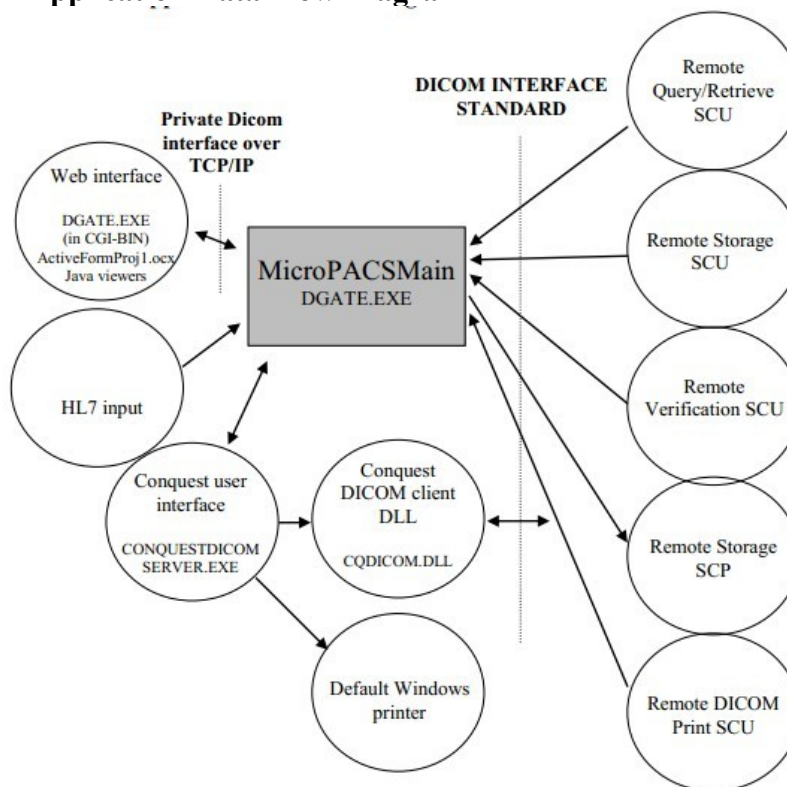 DICOM INTERFACE
STANDARD
Private Dicom
interface over
TCP/IP
Web interface
DGATE.EXE
(in CGI-BIN)
ActiveFormProj1.ocx
Java viewers
MicroPACSMain
DGATE.EXE
HL7 input
Conquest user
interface
CONQUESTDICOM
SERVER.EXE
Conquest
DICOM client
DLL
CQDICOM.DLL
Default Windows
printer
Remote
Query/Retrieve
SCU
Remote Storage
SCU
Remote
Verification SCU
Remote Storage
SCP
Remote DICOM
Print SCU